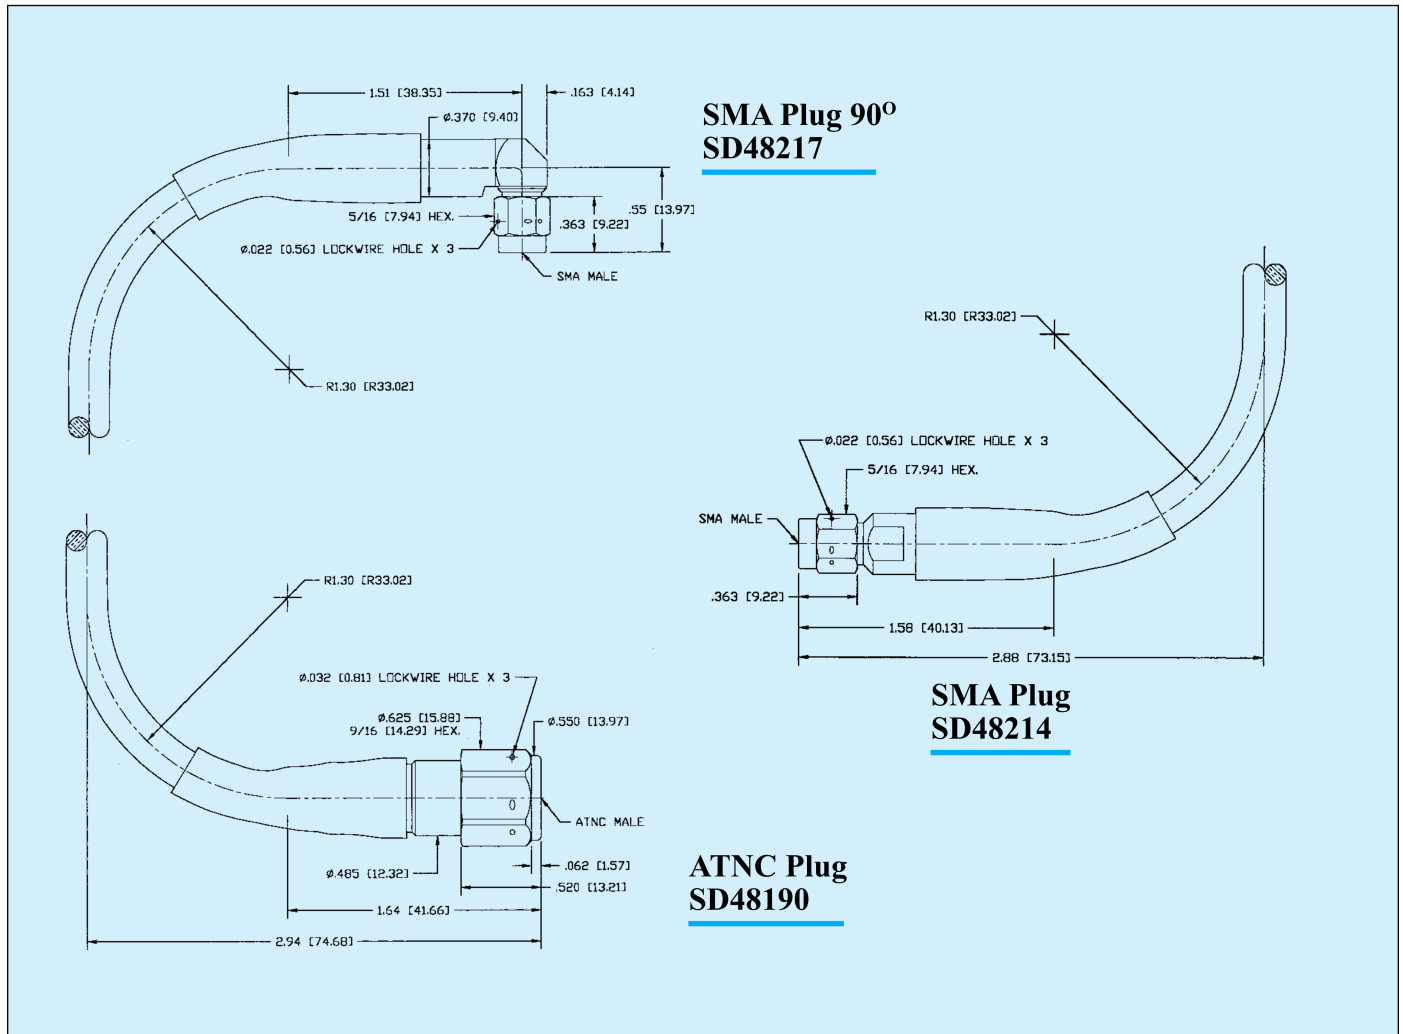 1.51 [38.35]
.163 [4.14]
Ø.370 [9.40]
SMA Plug 90O
SD48217
5/16 [7.94] HEX.
.363 [9.22]
.55 [13.97]
Ø.022 [0.56] LOCKWIRE HOLE X 3
SMA MALE
R1.30 [R33.02]
R1.30 [R33.02]
Ø.022 [0.56] LOCKWIRE HOLE X 3
5/16 [7.94] HEX.
SMA MALE
.363 [9.22]
1.58 [40.13]
2.88 [73.15]
SMA Plug
SD48214
R1.30 [R33.02]
Ø.032 [0.81] LOCKWIRE HOLE X 3
Ø.625 [15.88]
9/16 [14.29] HEX.
Ø.550 [13.97]
ATNC MALE
Ø.485 [12.32]
.062 [1.57]
.520 [13.21]
1.64 [41.66]
2.94 [74.68]
ATNC Plug
SD48190